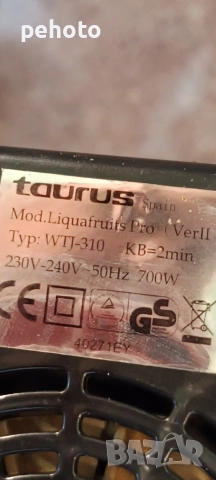 pehoto
taurus Spain
Mod.Liquafruits Pro (VerII
Typ: WTJ-310 KB=2min
230V-240V~50Hz 700W
CE GS
40271EY
BAZAR